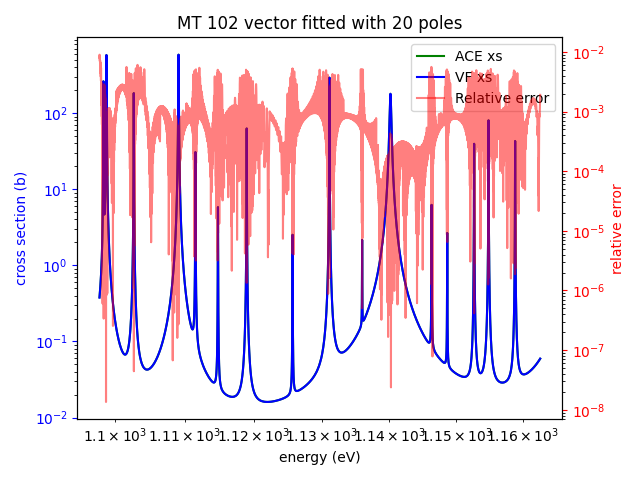 MT 102 vector fitted with 20 poles
ACE xs
VF xs
Relative error
10²
10¹
10⁰
10⁻¹
10⁻²
cross section (b)
10⁻²
10⁻³
10⁻⁴
10⁻⁵
10⁻⁶
10⁻⁷
10⁻⁸
relative error
1.1 × 10³ 1.11 × 10³ 1.12 × 10³ 1.13 × 10³ 1.14 × 10³ 1.15 × 10³ 1.16 × 10³
energy (eV)